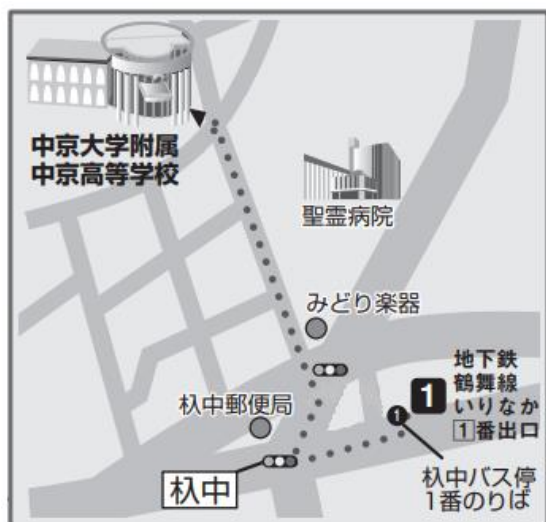 中京大学附属
中京高等学校
聖霊病院
みどり楽器
地下鉄
鶴舞線
いりなか
1番出口
1
1
杁中郵便局
杁中
杁中バス停
1番のりば